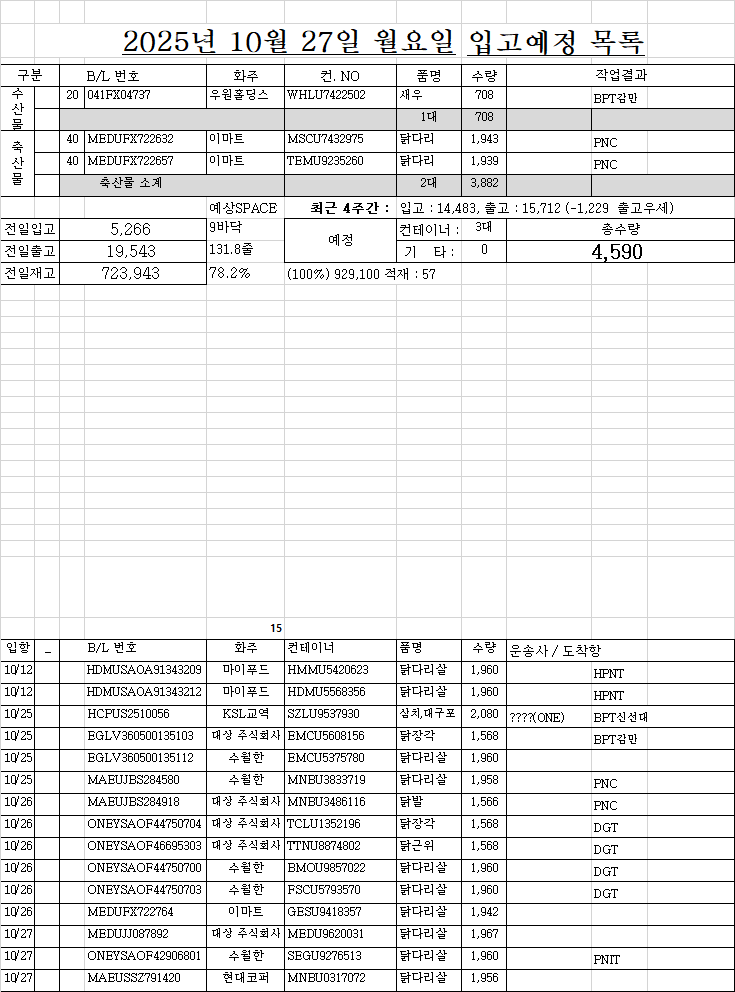 2025년 10월 27일 월요일 입고예정 목록
구분 B/L 번호 화주 컨. NO 품명 수량 작업결과
수산물 20 041FX04737 우원홀딩스 WHLU7422502 새우 708 BPT감만
1대 708
축산물 40 MEDUFX722632 이마트 MSCU7432975 닭다리 1,943 PNC
40 MEDUFX722657 이마트 TEMU9235260 닭다리 1,939 PNC
축산물 소계 2대 3,882
예상SPACE 최근 4주간 : 입고 : 14,483, 출고 : 15,712 (-1,229 출고우세)
전일입고 5,266 9바닥 예정 컨테이너 : 3대 총수량
전일출고 19,543 131.8줄 기 타 : 0 4,590
전일재고 723,943 78.2% (100%) 929,100 적재 : 57
15
입항 _ B/L 번호 화주 컨테이너 품명 수량 운송사 / 도착항
10/12 HDMUSAOA91343209 마이푸드 HMMU5420623 닭다리살 1,960 HPNT
10/12 HDMUSAOA91343212 마이푸드 HDMU5568356 닭다리살 1,960 HPNT
10/25 HCPUS2510056 KSL교역 SZLU9537930 삼치,대구포 2,080 ????(ONE) BPT신선대
10/25 EGLV360500135103 대상 주식회사 EMCU5608156 닭장각 1,568 BPT감만
10/25 EGLV360500135112 수월한 EMCU5375780 닭다리살 1,960
10/25 MAEUJBS284580 수월한 MNBU3833719 닭다리살 1,958 PNC
10/26 MAEUJBS284918 대상 주식회사 MNBU3486116 닭발 1,566 PNC
10/26 ONEYSAOF44750704 대상 주식회사 TCLU1352196 닭장각 1,568 DGT
10/26 ONEYSAOF46695303 대상 주식회사 TTNU8874802 닭근위 1,568 DGT
10/26 ONEYSAOF44750700 수월한 BMOU9857022 닭다리살 1,960 DGT
10/26 ONEYSAOF44750703 수월한 FSCU5793570 닭다리살 1,960 DGT
10/26 MEDUFX722764 이마트 GESU9418357 닭다리살 1,942
10/27 MEDUJJ087892 대상 주식회사 MEDU9620031 닭다리살 1,967
10/27 ONEYSAOF42906801 수월한 SEGU9276513 닭다리살 1,960 PNIT
10/27 MAEUSSZ791420 현대코퍼 MNBU0317072 닭다리살 1,956